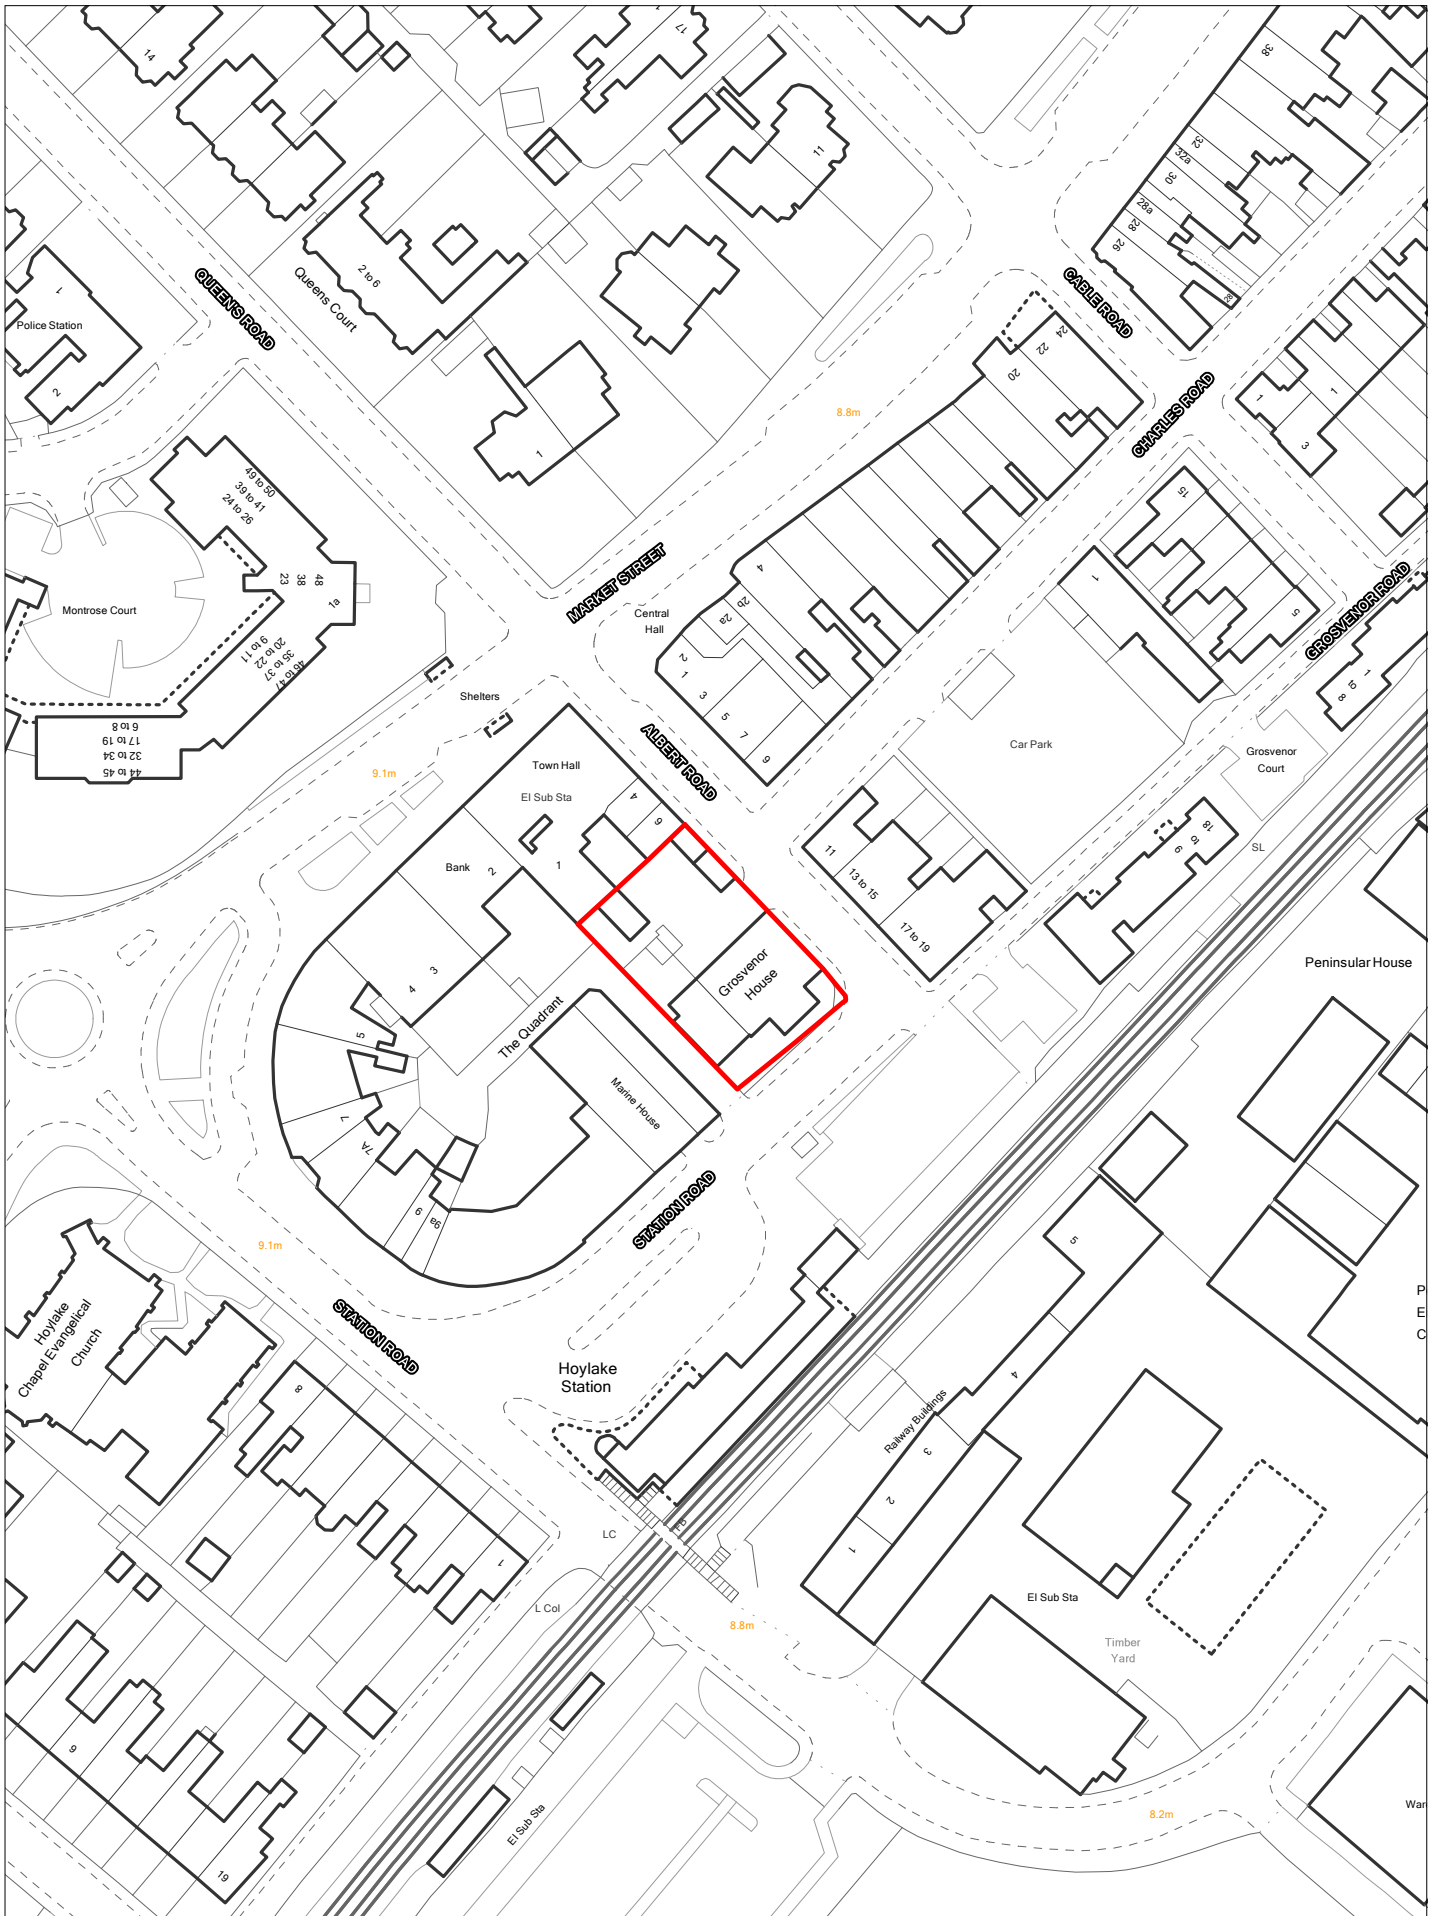 14
17
38
11
32
32a
30
28a
28
26
28
QUEEN'S ROAD
2 to 6
Queens Court
CABLE ROAD
1
Police Station
2
24
22
20
8.8m
CHARLES ROAD
1
1
3
1
49 to 50
39 to 41
24 to 26
15
MARKET STREET
4
23
38
48
1a
Montrose Court
Central
Hall
2b
2a
1
5
GROSVENOR ROAD
9 to 11
20 to 22
35 to 37
46 to 47
2
1
3
5
7
9
1
to
8
Shelters
6 to 8
17 to 19
32 to 34
44 to 45
ALBERT ROAD
Car Park
Grosvenor
Court
Town Hall
9.1m
El Sub Sta
4
6
11
13 to 15
17 to 19
18
to
9
SL
Bank
2
1
3
4
Grosvenor
House
Peninsular House
The Quadrant
5
Marine House
7
7A
9
9a
STATION ROAD
5
9.1m
P
E
C
Hoylake
Chapel Evangelical
Church
STATION ROAD
Hoylake
Station
8
4
Railway Buildings
3
2
1
LC
FB
1
L Col
8.8m
El Sub Sta
Timber
Yard
9
8.2m
War
El Sub Sta
19